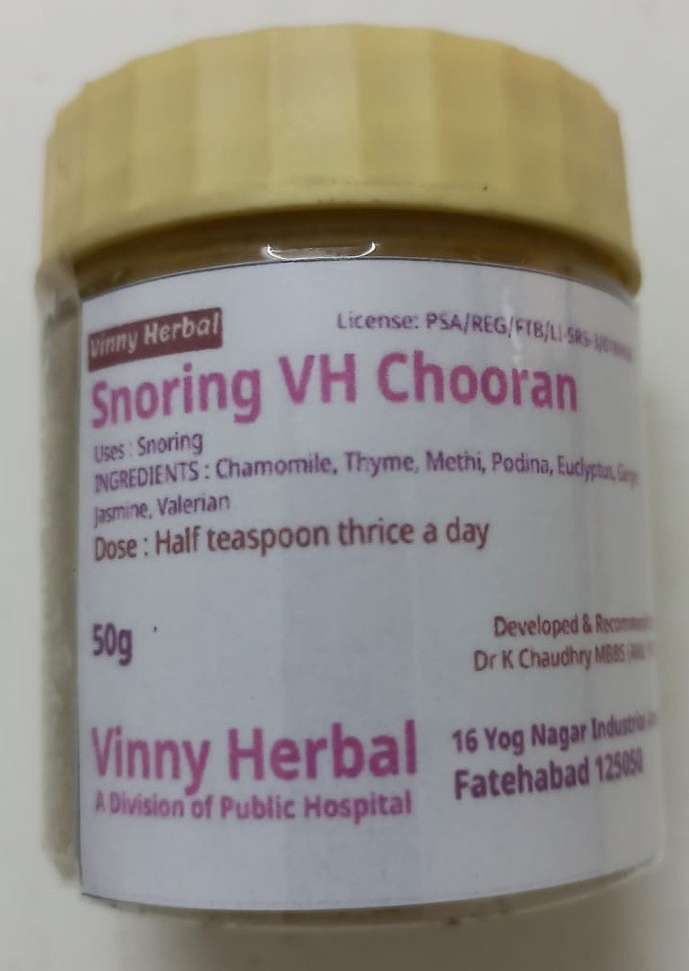 Vinny Herbal
License: PSA/REG/FTB/LI-SRS-
Snoring VH Chooran
Uses : Snoring
INGREDIENTS : Chamomile, Thyme, Methi, Podina, Euclyptus,
Jasmine, Valerian
Dose : Half teaspoon thrice a day
50g
Developed &
Dr K Chaudhry MBBS
Vinny Herbal
A Division of Public Hospital
16 Yog Nagar
Fatehabad 125050